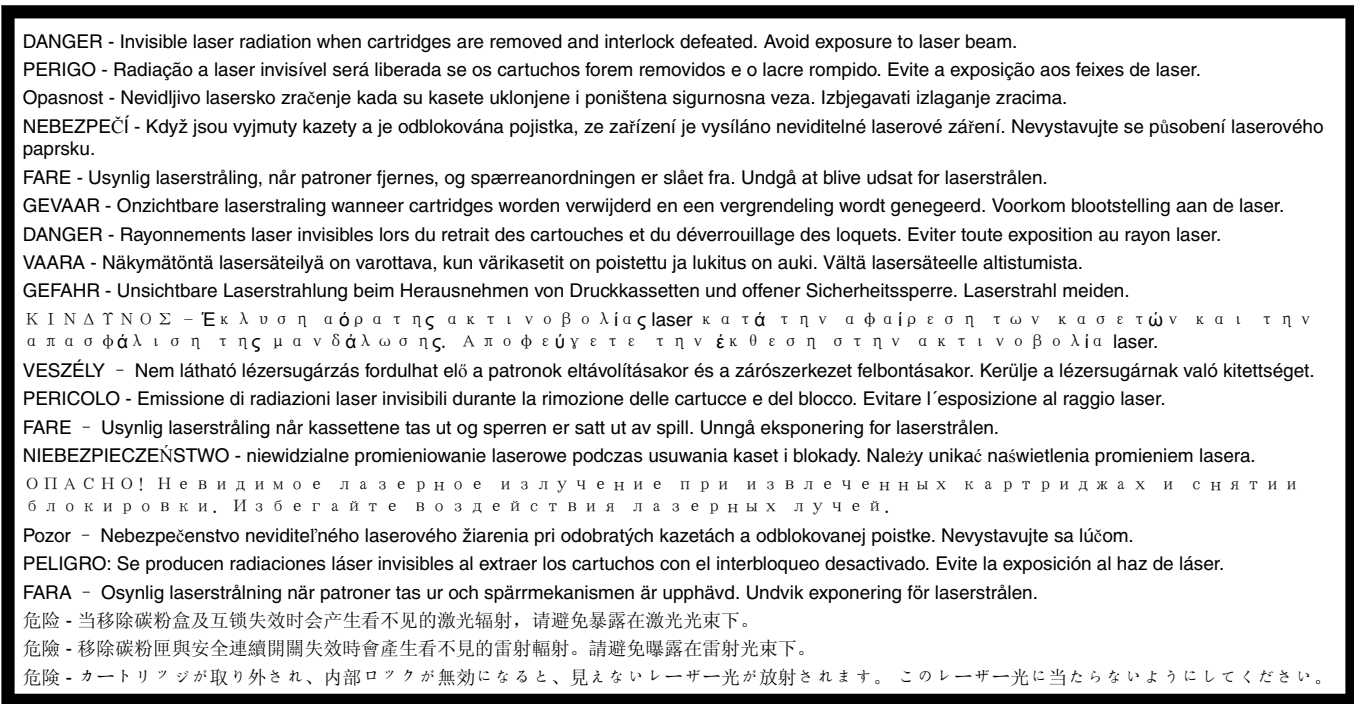 DANGER - Invisible laser radiation when cartridges are removed and interlock defeated. Avoid exposure to laser beam.
PERIGO - Radiação a laser invisível será liberada se os cartuchos forem removidos e o lacre rompido. Evite a exposição aos feixes de laser.
Opasnost - Nevidljivo lasersko zračenje kada su kasete uklonjene i poništena sigurnosna veza. Izbjegavati izlaganje zracima.
NEBEZPEČÍ - Když jsou vyjmuty kazety a je odblokována pojistka, ze zařízení je vysíláno neviditelné laserové záření. Nevystavujte se působení laserového
paprsku.
FARE - Usynlig laserstråling, når patroner fjernes, og spærreanordningen er slået fra. Undgå at blive udsat for laserstrålen.
GEVAAR - Onzichtbare laserstraling wanneer cartridges worden verwijderd en een vergrendeling wordt genegeerd. Voorkom blootstelling aan de laser.
DANGER - Rayonnements laser invisibles lors du retrait des cartouches et du déverrouillage des loquets. Eviter toute exposition au rayon laser.
VAARA - Näkymätöntä lasersäteilyä on varottava, kun värikasetit on poistettu ja lukitus on auki. Vältä lasersäteelle altistumista.
GEFAHR - Unsichtbare Laserstrahlung beim Herausnehmen von Druckkassetten und offener Sicherheitssperre. Laserstrahl meiden.
ΚΙΝΔΥΝΟΣ - Έκλυση αόρατης ακτινοβολίας laser κατά την αφαίρεση των κασετών και την
απασφάλιση της μανδάλωσης. Αποφεύγετε την έκθεση στην ακτινοβολία laser.
VESZÉLY – Nem látható lézersugárzás fordulhat elő a patronok eltávolításakor és a zárószerkezet felbontásakor. Kerülje a lézersugárnak való kitettséget.
PERICOLO - Emissione di radiazioni laser invisibili durante la rimozione delle cartucce e del blocco. Evitare l´esposizione al raggio laser.
FARE – Usynlig laserstråling når kassettene tas ut og sperren er satt ut av spill. Unngå eksponering for laserstrålen.
NIEBEZPIECZEŃSTWO - niewidzialne promieniowanie laserowe podczas usuwania kaset i blokady. Należy unikać naświetlenia promieniem lasera.
ОПАСНО! Невидимое лазерное излучение при извлеченных картриджах и снятии
блокировки. Избегайте воздействия лазерных лучей.
Pozor – Nebezpečenstvo neviditeľného laserového žiarenia pri odobratých kazetách a odblokovanej poistke. Nevystavujte sa lúčom.
PELIGRO: Se producen radiaciones láser invisibles al extraer los cartuchos con el interbloqueo desactivado. Evite la exposición al haz de láser.
FARA – Osynlig laserstrålning när patroner tas ur och spärrmekanismen är upphävd. Undvik exponering för laserstrålen.
危险 - 当移除碳粉盒及互锁失效时会产生看不见的激光辐射，请避免暴露在激光光束下。
危險 - 移除碳粉匣與安全連續開關失效時會產生看不見的雷射輻射。請避免曝露在雷射光束下。
危険 - カートリッジが取り外され、内部ロックが無効になると、見えないレーザー光が放射されます。 このレーザー光に当たらないようにしてください。